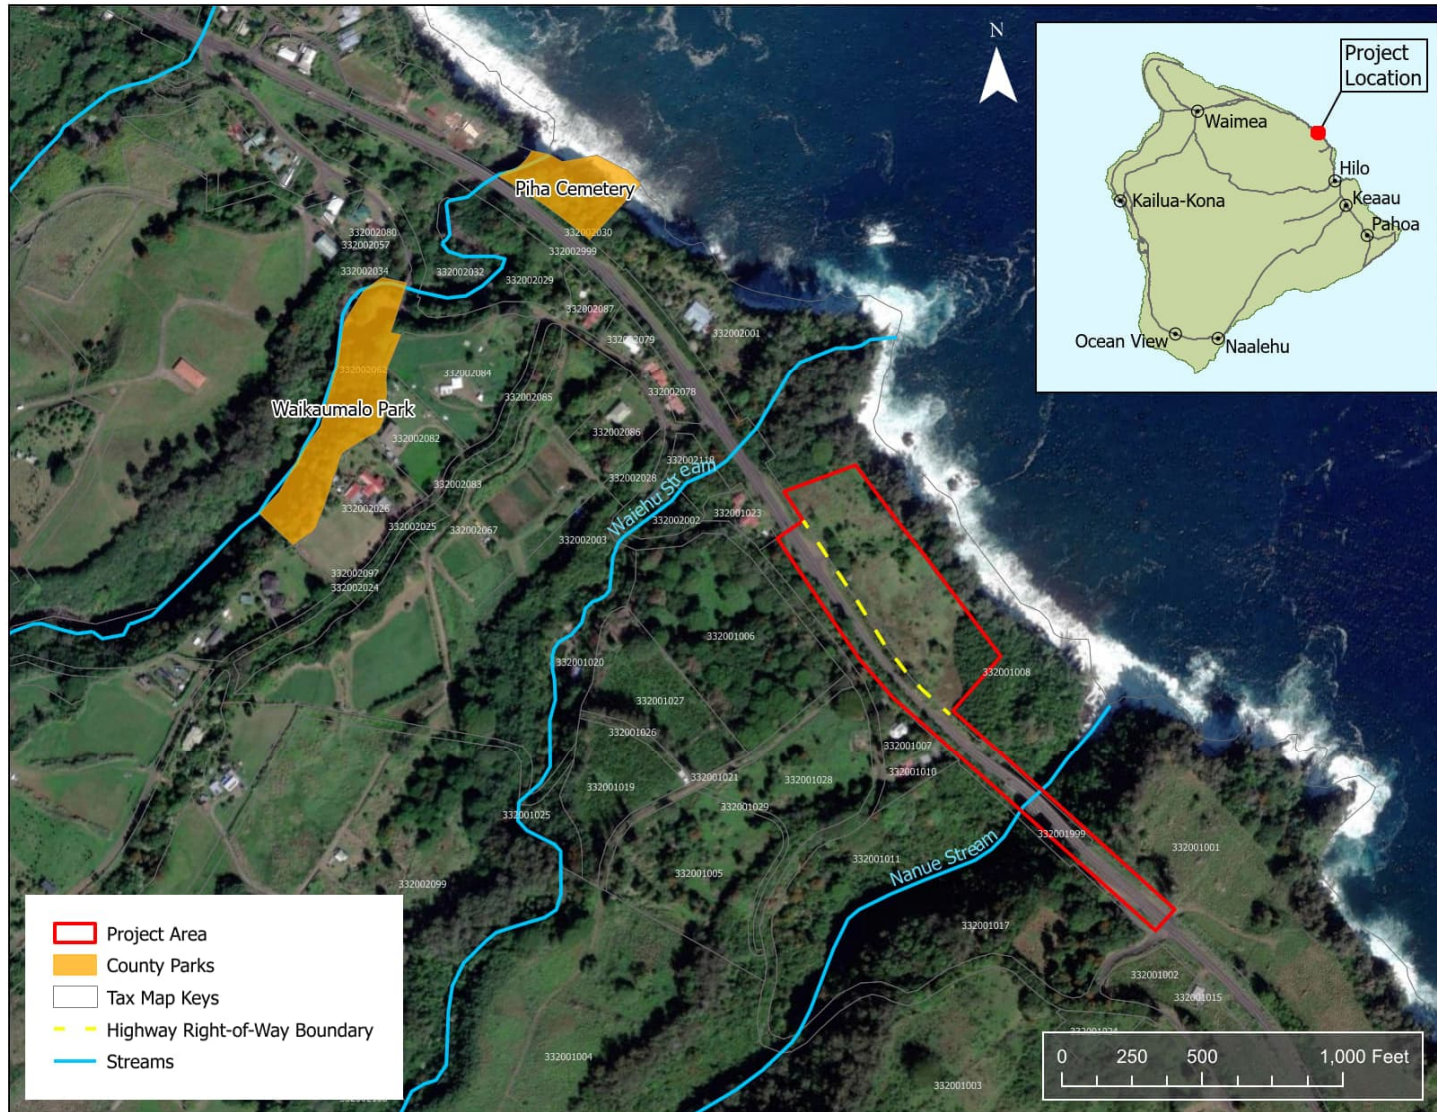 N
Project
Location
Waimea
Hilo
Keaau
Kailua-Kona
Pahoa
Ocean View
Naalehu
Piha Cemetery
332002030
332002999
332002080
332002057
332002034
332002032
332002029
332002087
332002079
332002001
332002084
332002085
332002078
Waikaumalo Park
332002082
332002086
332002118
332002028
332002083
332002026
332002025
332002067
Waiehu Stream
332002002
332001023
332002003
332002097
332002024
332001006
332001020
332001008
332001027
332001026
332001007
332001010
332001021
332001028
332001019
332001029
332001025
332001999
332001001
Nanue Stream
332001011
332001005
332002099
332001017
332001002
332001015
332001004
332001003
Project Area
County Parks
Tax Map Keys
Highway Right-of-Way Boundary
Streams
0 250 500 1,000 Feet